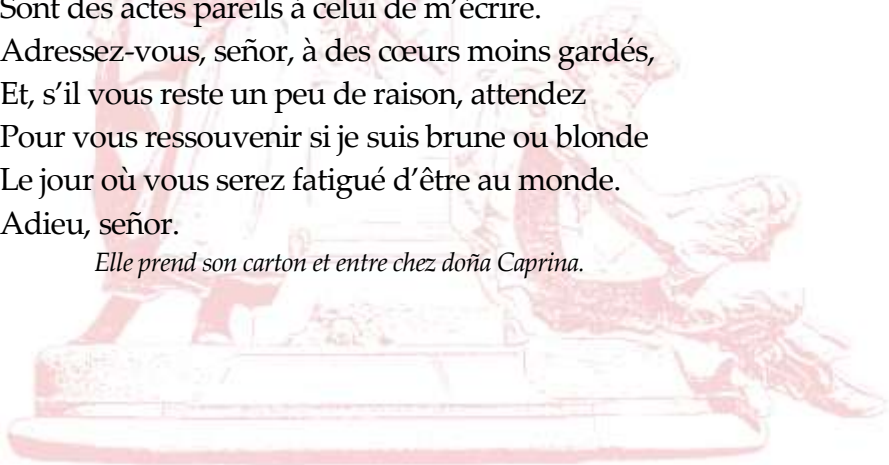 Sont des actes pareils à celui de m’écrire.
Adressez-vous, señor, à des cœurs moins gardés,
Et, s’il vous reste un peu de raison, attendez
Pour vous ressouvenir si je suis brune ou blonde
Le jour où vous serez fatigué d’être au monde.
Adieu, señor.
Elle prend son carton et entre chez doña Caprina.